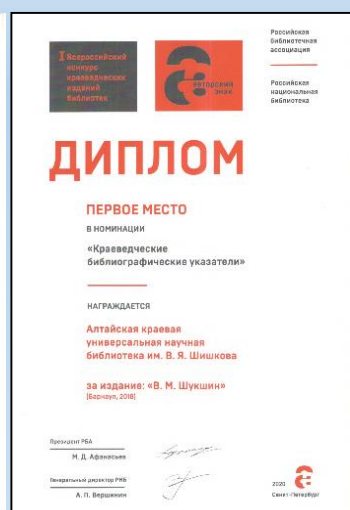 I Всероссийский
конкурс
краеведческих
изданий
библиотек
авторский
знак
Российская
библиотечная
ассоциация
Российская
национальная
библиотека
ДИПЛОМ
ПЕРВОЕ МЕСТО
В НОМИНАЦИИ
«Краеведческие
библиографические указатели»
НАГРАЖДАЕТСЯ
Алтайская краевая
универсальная научная
библиотека им. В. Я. Шишкова
за издание: «В. М. Шукшин»
(Барнаул, 2018)
Президент РБА
М. Д. Афанасьев
Генеральный директор РНБ
А. П. Вершинин
2020
Санкт-Петербург